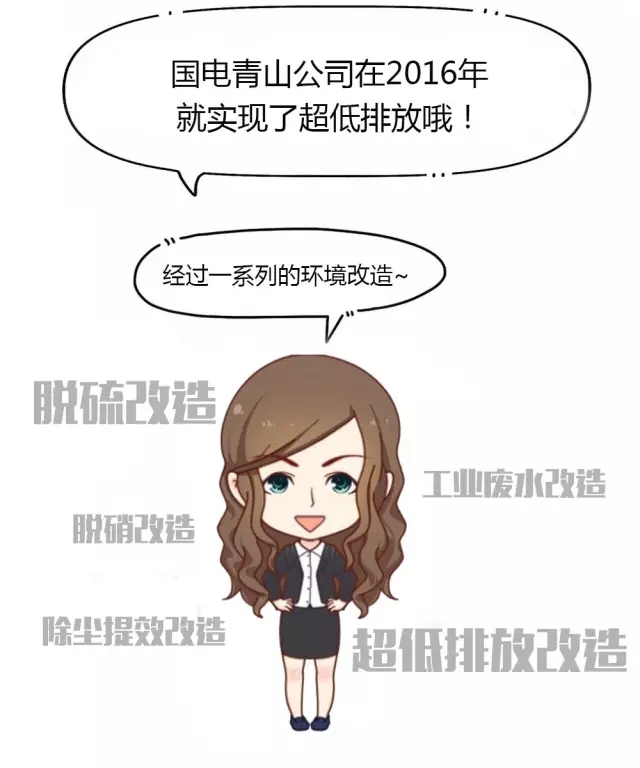 国电青山公司在2016年
就实现了超低排放哦！
经过一系列的环境改造~
脱硫改造
工业废水改造
脱硝改造
除尘提效改造
超低排放改造